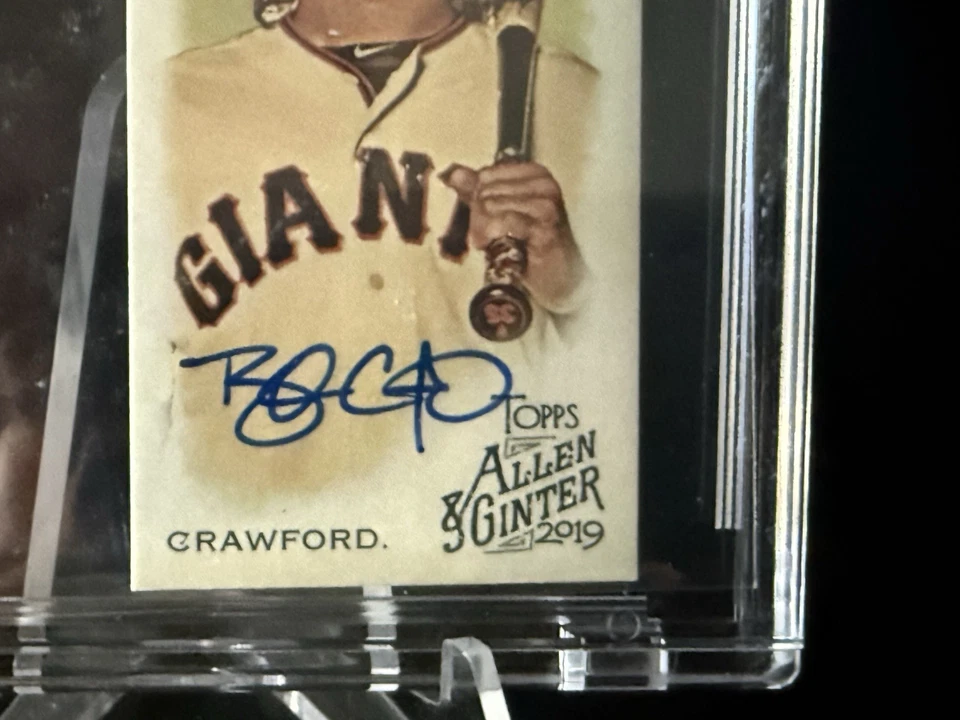 GIANT
TOPPS
ALLEN
& GINTER
2019
CRAWFORD.